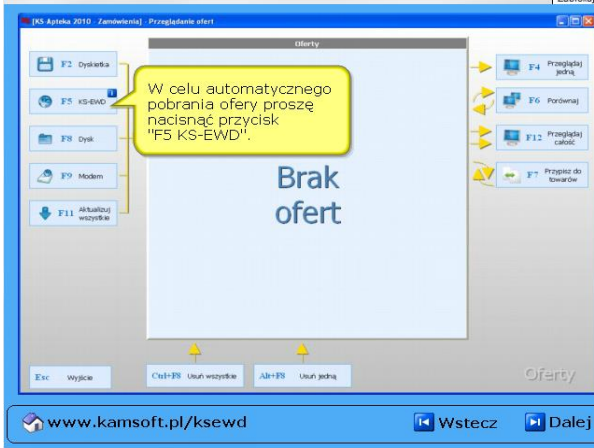 [KS-Apteka 2010 - Zamówienia] - Przeglądanie ofert
Oferty
F2 Dyskietka
F5 KS-EWD
F8 Dysk
F9 Modem
F11 Aktualizuj
wszystkie
W celu automatycznego
pobrania ofery proszę
nacisnąć przycisk
"F5 KS-EWD".
Brak
ofert
F4 Przeglądaj
jedną
F6 Porównaj
F12 Przeglądaj
całość
F7 Przypisz do
towarów
Esc Wyjście
Ctrl+F8 Usuń wszystkie
Alt+F8 Usuń jedną
Oferty
www.kamsoft.pl/ksewd
Wstecz
Dalej